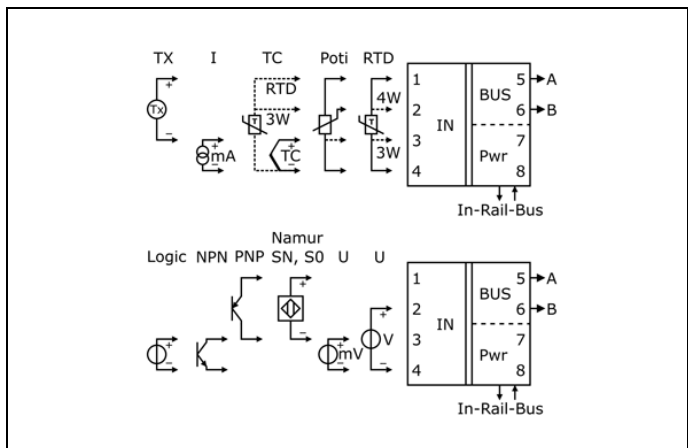 TX I TC Poti RTD
+ RTD 1 5 A
Tx 3W 4W 2 BUS 6 B
IN
− + mA − + TC − 3W 3 7
Pwr
4 8
In-Rail-Bus
Namur
Logic NPN PNP SN, S0 U U
+ 1 5 A
2 BUS 6 B
+ IN
+ − − + mV − V 3 7
− Pwr
4 8
In-Rail-Bus